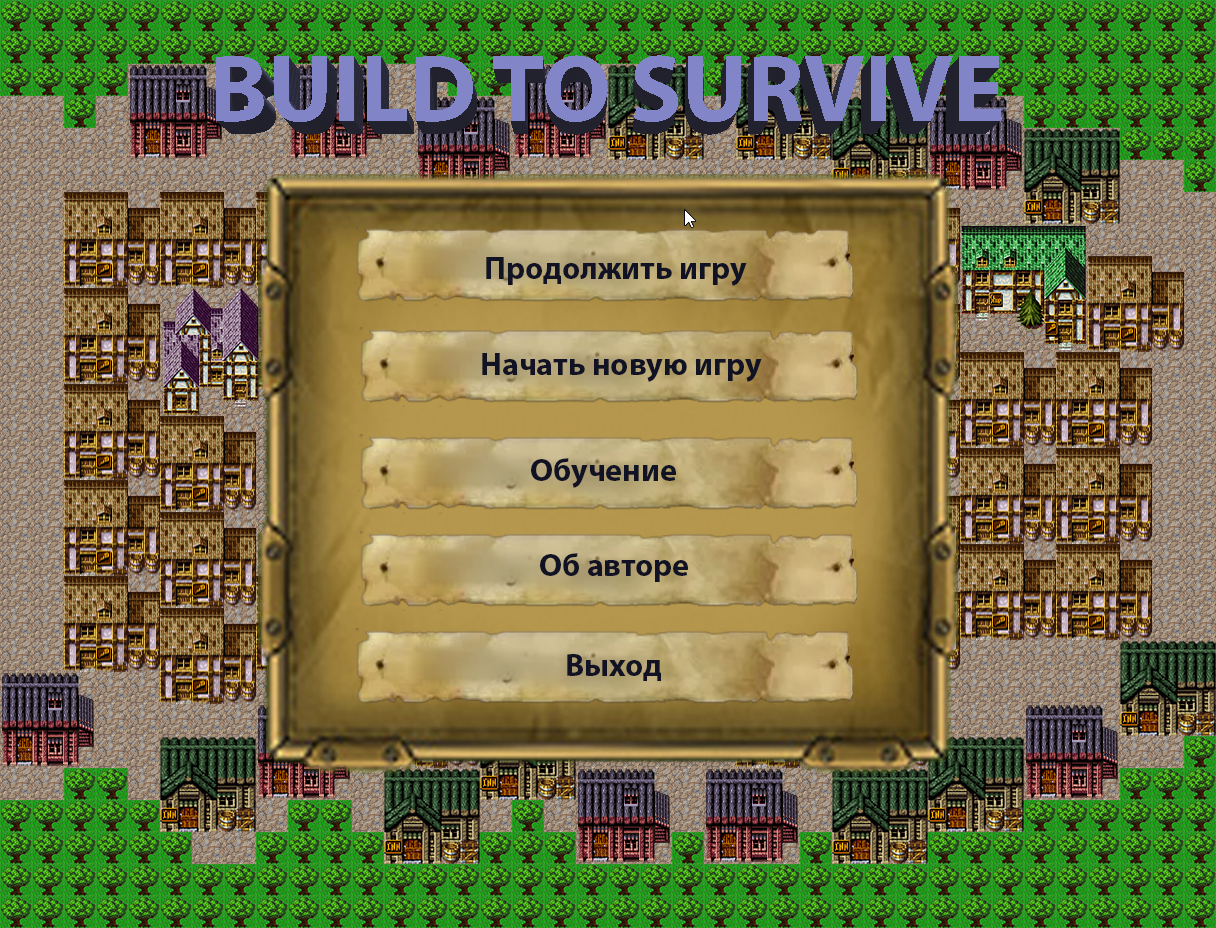 BUILD TO SURVIVE
Продолжить игру
Начать новую игру
Обучение
Об авторе
Выход